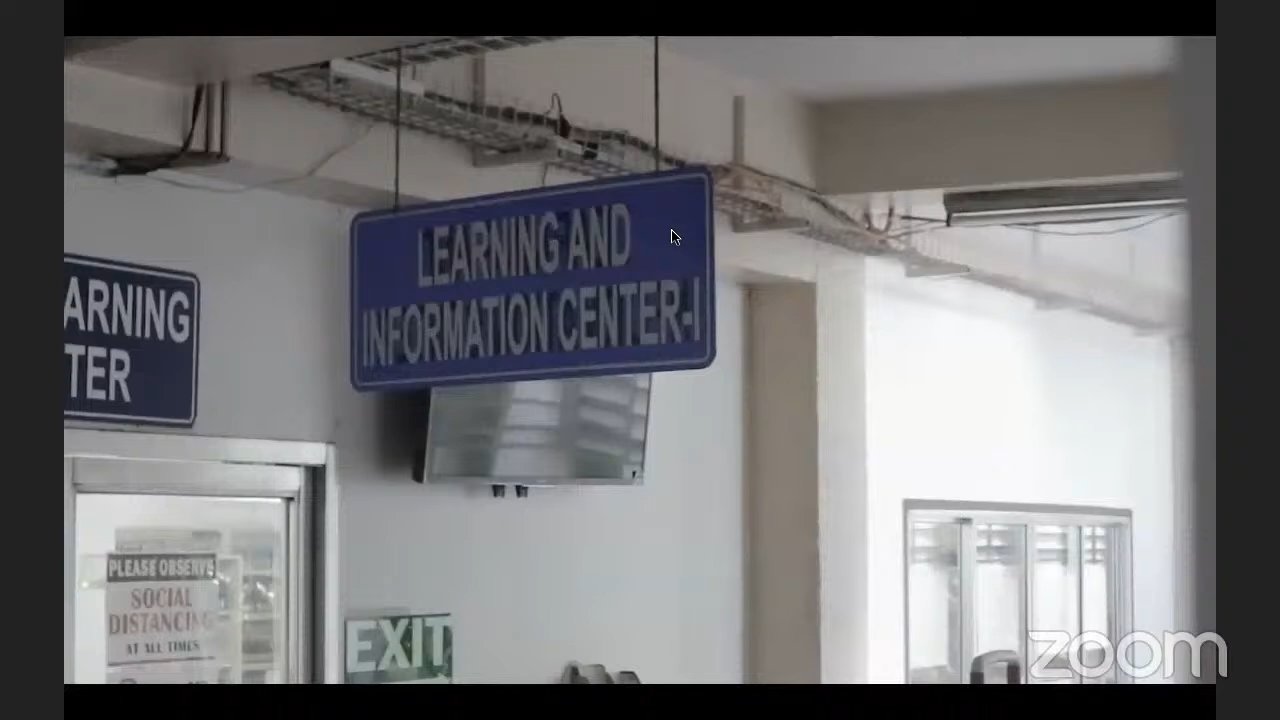 LEARNING AND
INFORMATION CENTER-I
ARNING
TER
PLEASE OBSERVE
SOCIAL
DISTANCING
AT ALL TIMES
EXIT
zoom